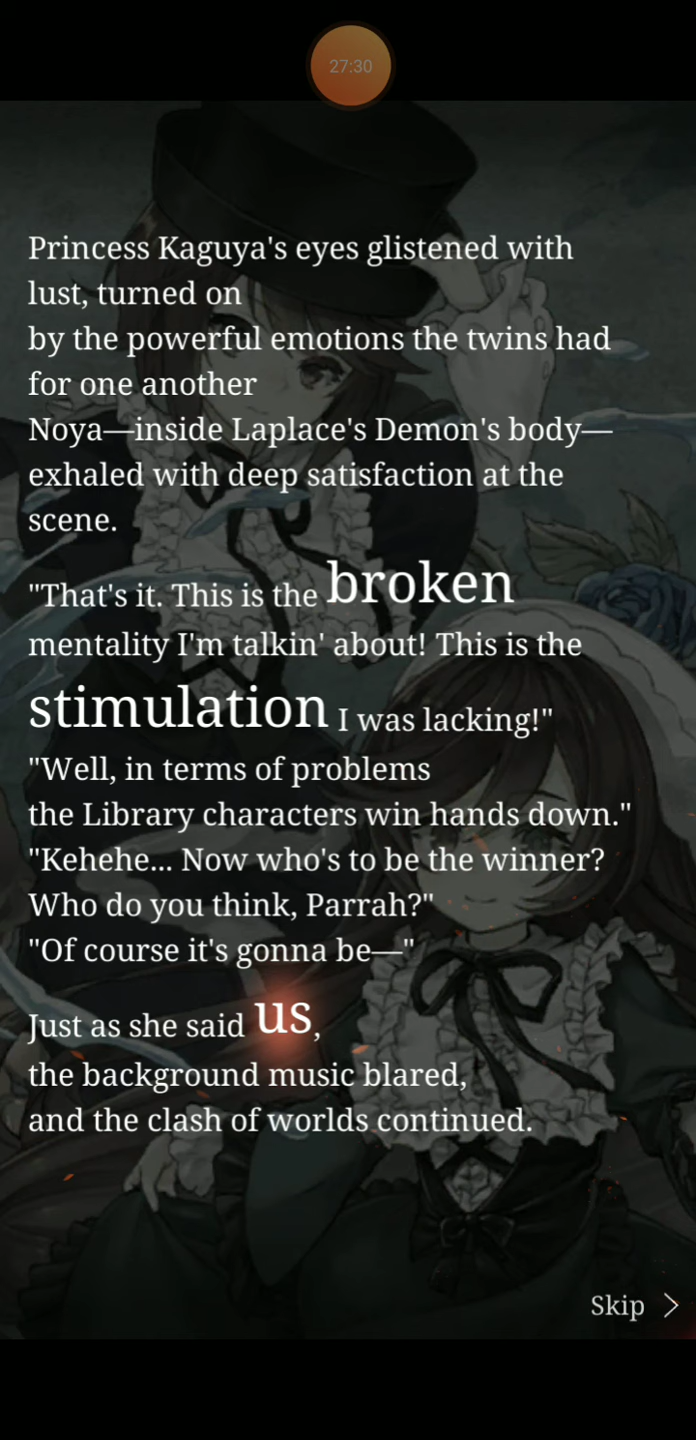 27:30
Princess Kaguya's eyes glistened with
lust, turned on
by the powerful emotions the twins had
for one another
Noya—inside Laplace's Demon's body—
exhaled with deep satisfaction at the
scene.
"That's it. This is the broken
mentality I'm talkin' about! This is the
stimulation I was lacking!"
"Well, in terms of problems
the Library characters win hands down."
"Kehehe... Now who's to be the winner?
Who do you think, Parrah?"
"Of course it's gonna be—"
Just as she said us,
the background music blared,
and the clash of worlds continued.
Skip